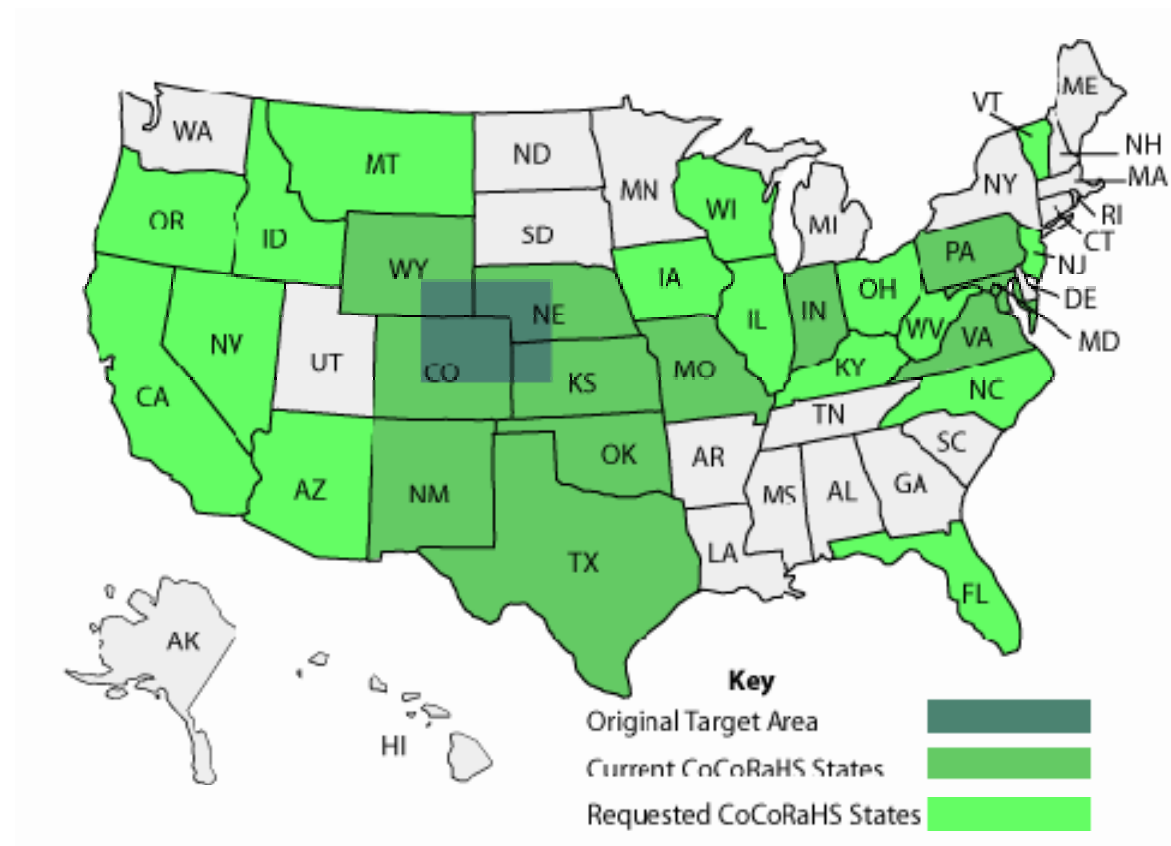 ME
VT
WA
NH
MT
ND
MA
MN
NY
OR
WI
RI
MI
ID
SD
CT
PA
NJ
WY
IA
OH
DE
NE
IN
IL
WV
VA
MD
NV
UT
CO
KS
MO
KY
CA
NC
TN
OK
AR
SC
AZ
NM
MS
AL
GA
TX
LA
FL
AK
HI
Key
Original Target Area
Current CoCoRaHS States
Requested CoCoRaHS States